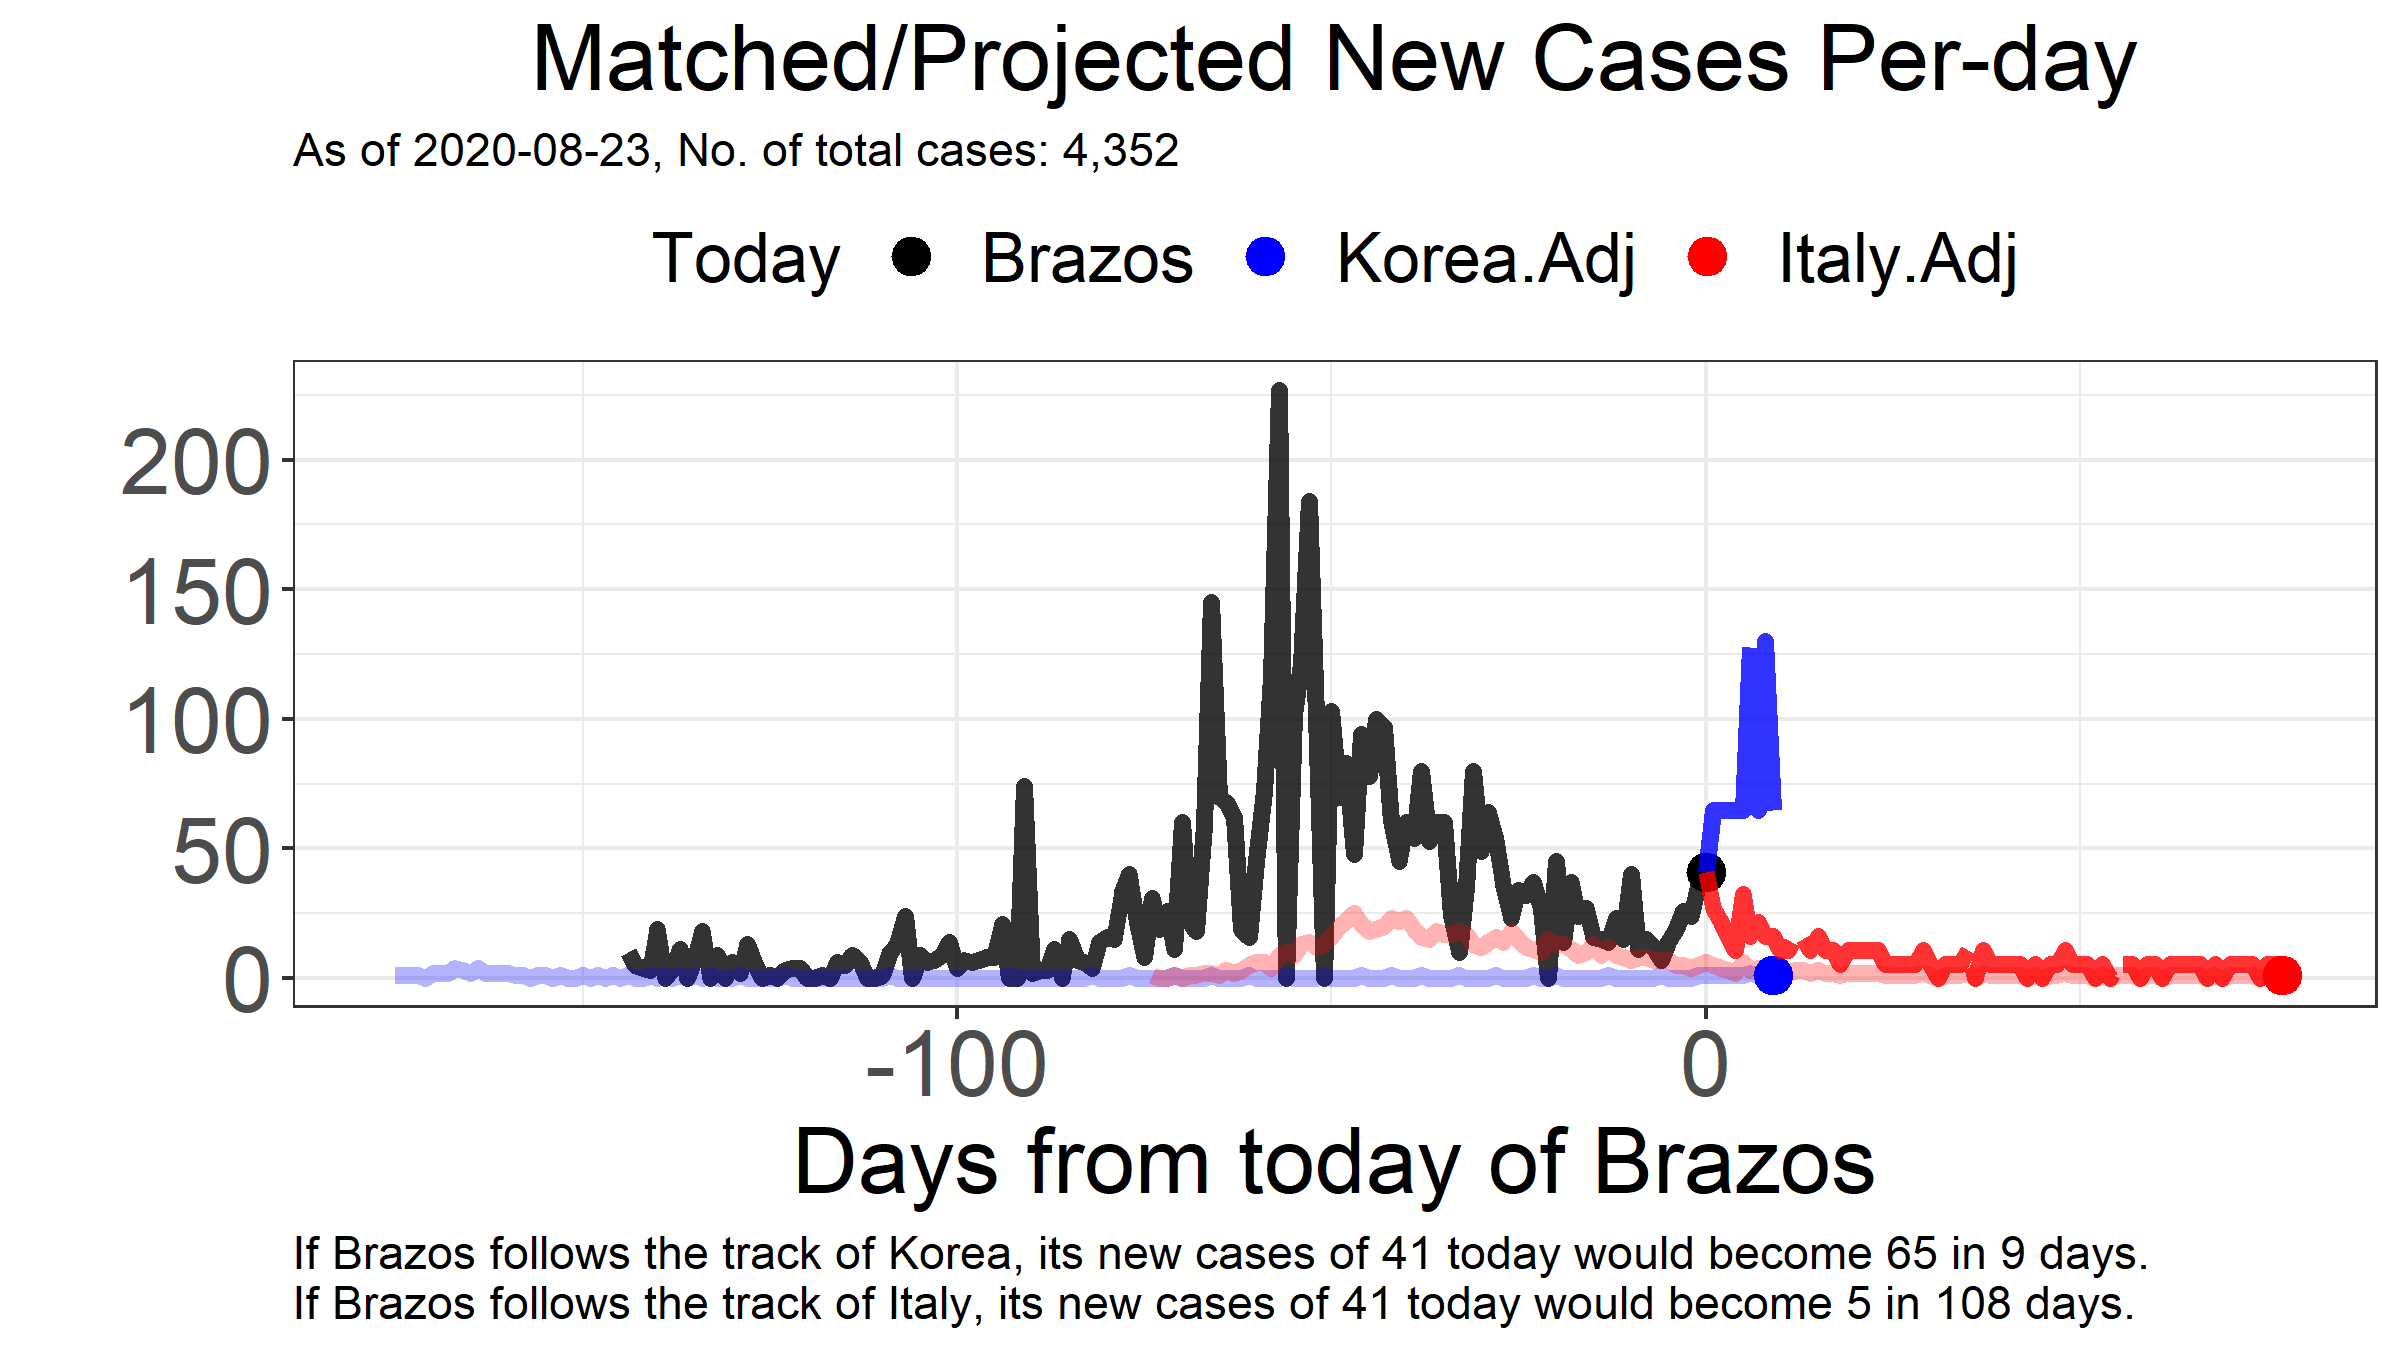 Matched/Projected New Cases Per-day
As of 2020-08-23, No. of total cases: 4,352
Today Brazos Korea.Adj Italy.Adj
200
150
100
50
0
-100 0
Days from today of Brazos
If Brazos follows the track of Korea, its new cases of 41 today would become 65 in 9 days.
If Brazos follows the track of Italy, its new cases of 41 today would become 5 in 108 days.